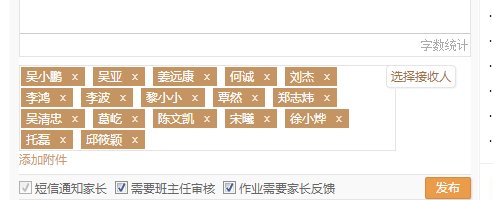 字数统计
吴小鹏 x 吴亚 x 姜远康 x 何诚 x 刘杰 x 选择接收人
李鸿 x 李波 x 黎小小 x 覃然 x 郑志炜 x
吴清忠 x 葛屹 x 陈文凯 x 宋曦 x 徐小烨 x
托磊 x 邱筱颖 x
添加附件
短信通知家长 需要班主任审核 作业需要家长反馈 发布